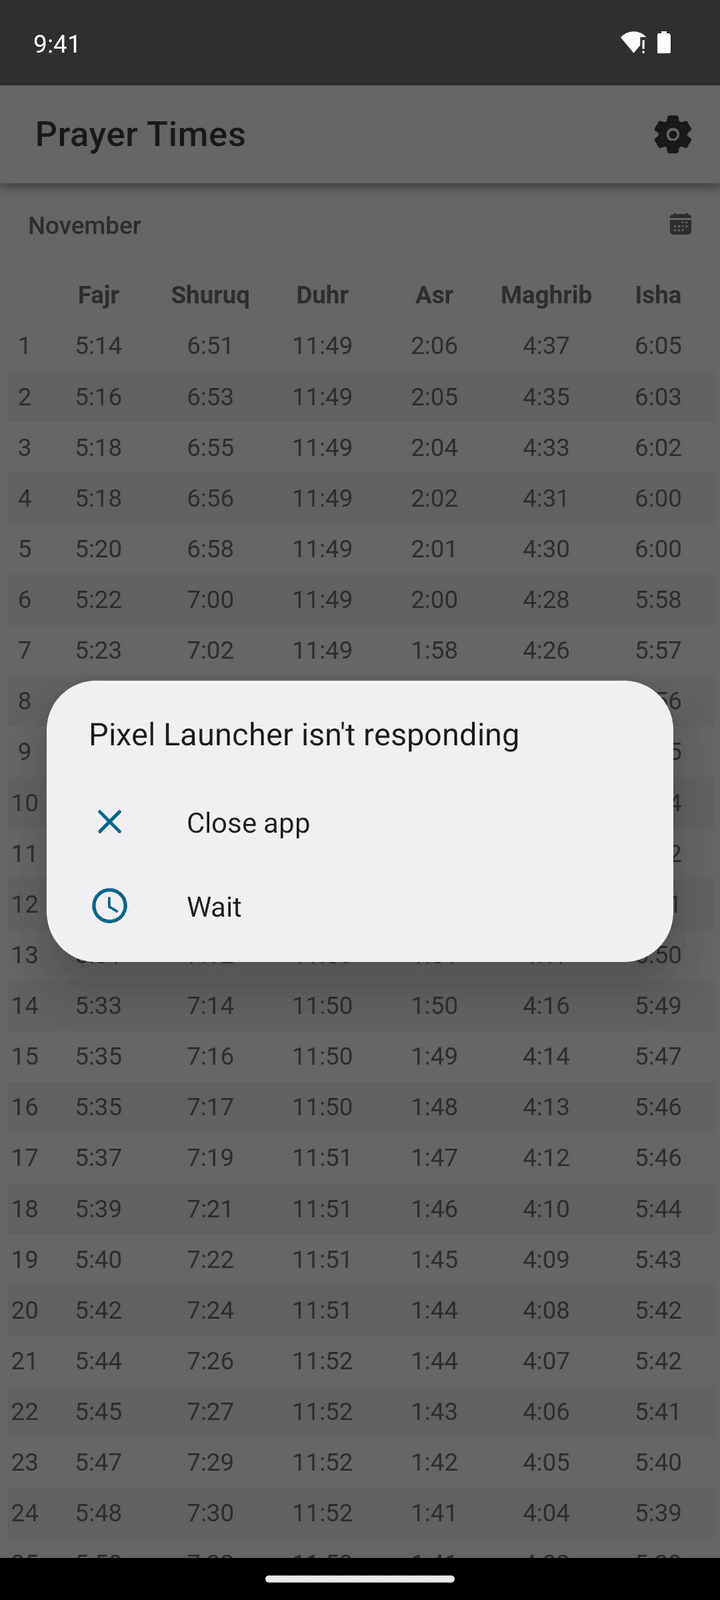 9:41
Prayer Times
November
Fajr Shuruq Duhr Asr Maghrib Isha
1 5:14 6:51 11:49 2:06 4:37 6:05
2 5:16 6:53 11:49 2:05 4:35 6:03
3 5:18 6:55 11:49 2:04 4:33 6:02
4 5:18 6:56 11:49 2:02 4:31 6:00
5 5:20 6:58 11:49 2:01 4:30 6:00
6 5:22 7:00 11:49 2:00 4:28 5:58
7 5:23 7:02 11:49 1:58 4:26 5:57
8
Pixel Launcher isn't responding
9
10
Close app
11
12
Wait
13
14 5:33 7:14 11:50 1:50 4:16 5:49
15 5:35 7:16 11:50 1:49 4:14 5:47
16 5:35 7:17 11:50 1:48 4:13 5:46
17 5:37 7:19 11:51 1:47 4:12 5:46
18 5:39 7:21 11:51 1:46 4:10 5:44
19 5:40 7:22 11:51 1:45 4:09 5:43
20 5:42 7:24 11:51 1:44 4:08 5:42
21 5:44 7:26 11:52 1:44 4:07 5:42
22 5:45 7:27 11:52 1:43 4:06 5:41
23 5:47 7:29 11:52 1:42 4:05 5:40
24 5:48 7:30 11:52 1:41 4:04 5:39